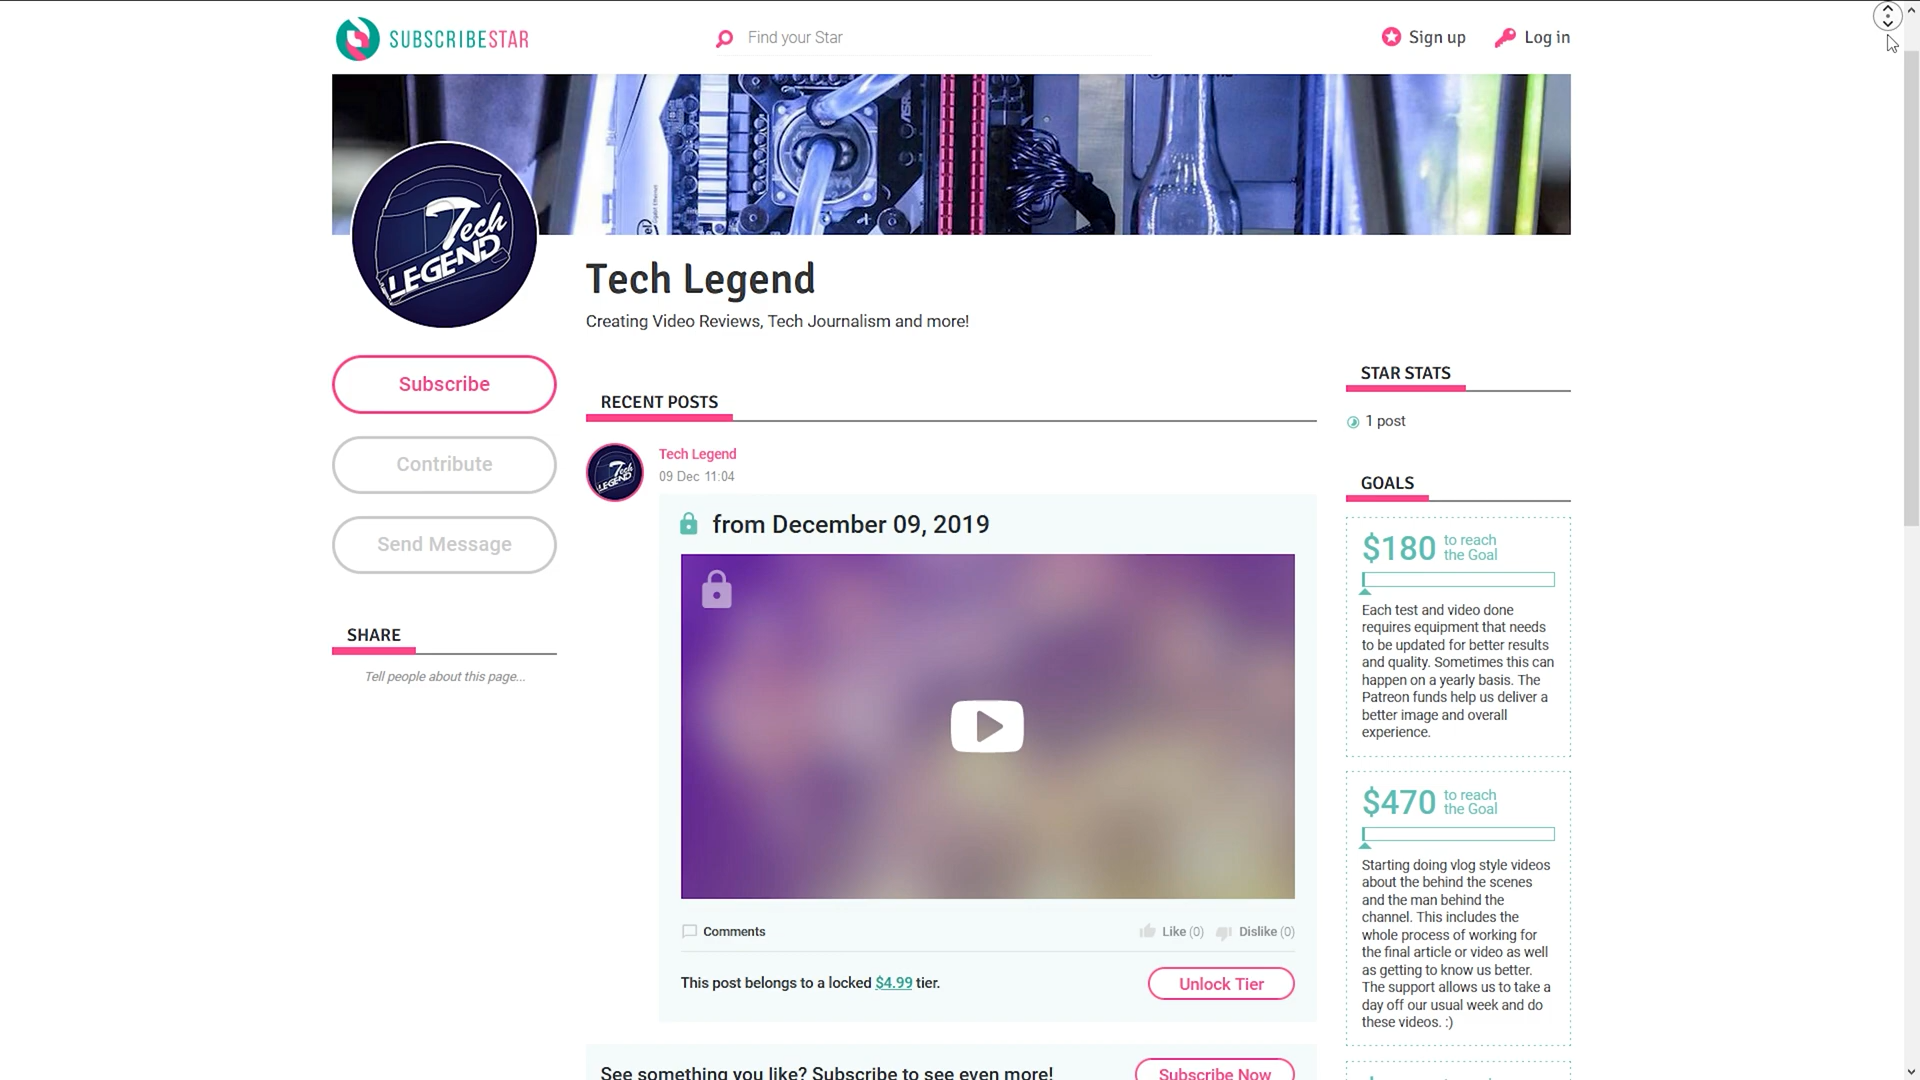 SUBSCRIBESTAR
Find your Star
Sign up
Log in
Tech
LEGEND
Tech Legend
Creating Video Reviews, Tech Journalism and more!
Subscribe
Contribute
Send Message
SHARE
Tell people about this page...
RECENT POSTS
Tech
LEGEND
Tech Legend
09 Dec 11:04
from December 09, 2019
Comments
Like (0)
Dislike (0)
This post belongs to a locked $4.99 tier.
Unlock Tier
See something you like? Subscribe to see even more!
Subscribe Now
STAR STATS
1 post
GOALS
$180 to reach
the Goal
Each test and video done
requires equipment that needs
to be updated for better results
and quality. Sometimes this can
happen on a yearly basis. The
Patreon funds help us deliver a
better image and overall
experience.
$470 to reach
the Goal
Starting doing vlog style videos
about the behind the scenes
and the man behind the
channel. This includes the
whole process of working for
the final article or video as well
as getting to know us better.
The support allows us to take a
day off our usual week and do
these videos. :)